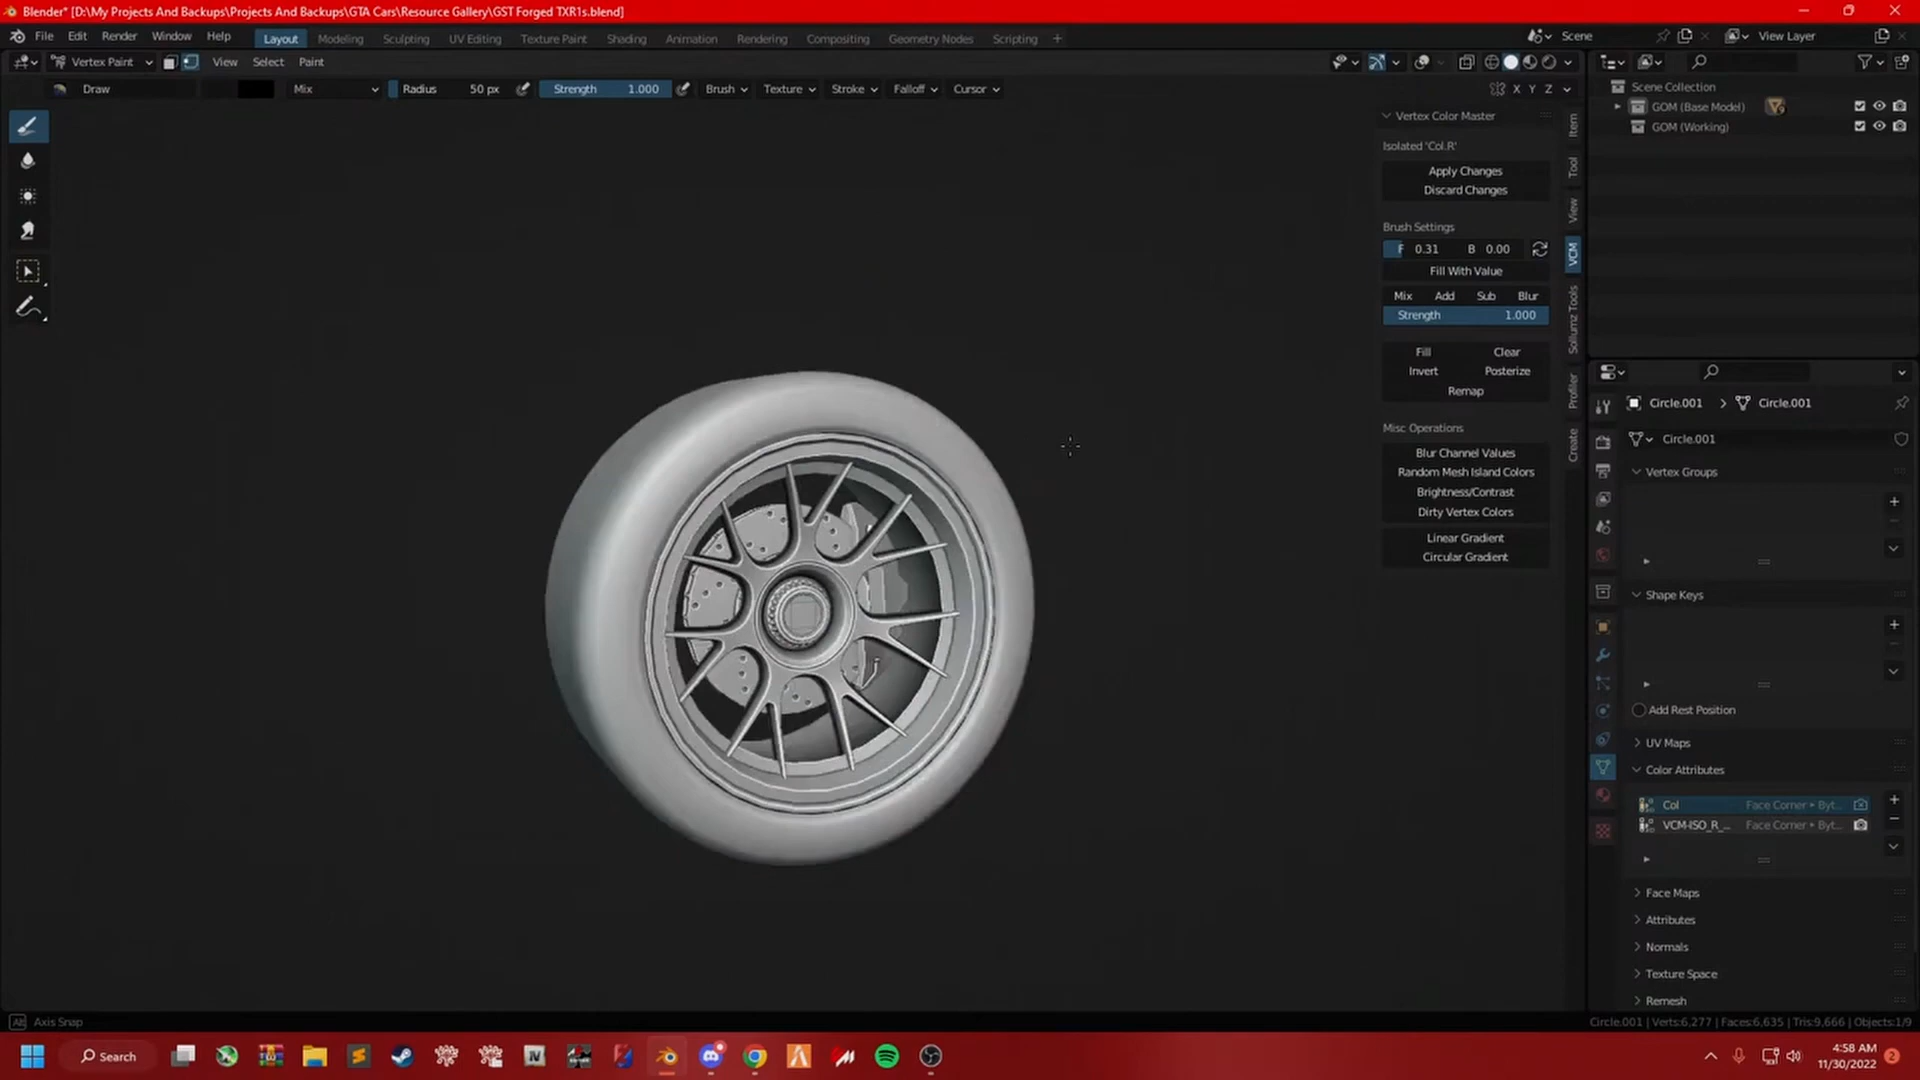 Blender* [D:\My Projects And Backups\Projects And Backups\GTA Cars\Resource Gallery\GST Forged TXR1s.blend]
File Edit Render Window Help Layout Modeling Sculpting UV Editing Texture Paint Shading Animation Rendering Compositing Geometry Nodes Scripting + Scene View Layer
Vertex Paint View Select Paint
Draw Mix Radius 50 px Strength 1.000 Brush Texture Stroke Falloff Cursor X Y Z
Scene Collection
GOM (Base Model)
GOM (Working)
Vertex Color Master
Isolated 'Col.R'
Apply Changes
Discard Changes
Brush Settings
F 0.31 B 0.00
Fill With Value
Mix Add Sub Blur
Strength 1.000
Fill Clear
Invert Posterize
Remap
Misc Operations
Blur Channel Values
Random Mesh Island Colors
Brightness/Contrast
Dirty Vertex Colors
Linear Gradient
Circular Gradient
Item
Tool
View
VCM
Sollumz Tools
Profiler
Create
Circle.001 > Circle.001
Circle.001
Vertex Groups
Shape Keys
Add Rest Position
UV Maps
Color Attributes
Col Face Corner • Byt...
VCM-ISO_R_... Face Corner • Byt...
Face Maps
Attributes
Normals
Texture Space
Remesh
Alt Axis Snap
Circle.001 | Verts:6,277 | Faces:6,635 | Tris:9,666 | Objects:1/9
Search
4:58 AM
11/30/2022
2